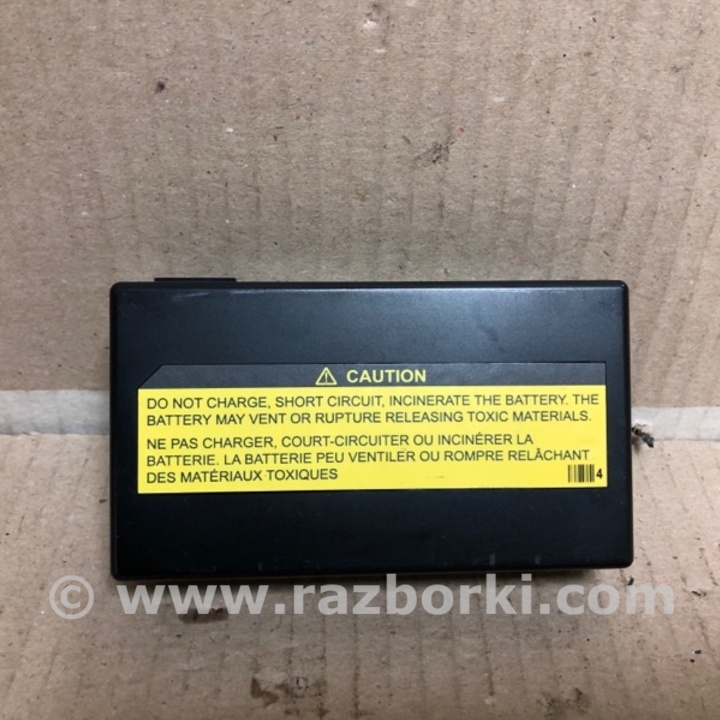 CAUTION
DO NOT CHARGE, SHORT CIRCUIT, INCINERATE THE BATTERY. THE
BATTERY MAY VENT OR RUPTURE RELEASING TOXIC MATERIALS.
NE PAS CHARGER, COURT-CIRCUITER OU INCINÉRER LA
BATTERIE. LA BATTERIE PEU VENTILER OU ROMPRE RELÂCHANT
DES MATÉRIAUX TOXIQUES
4
© www.razborki.com